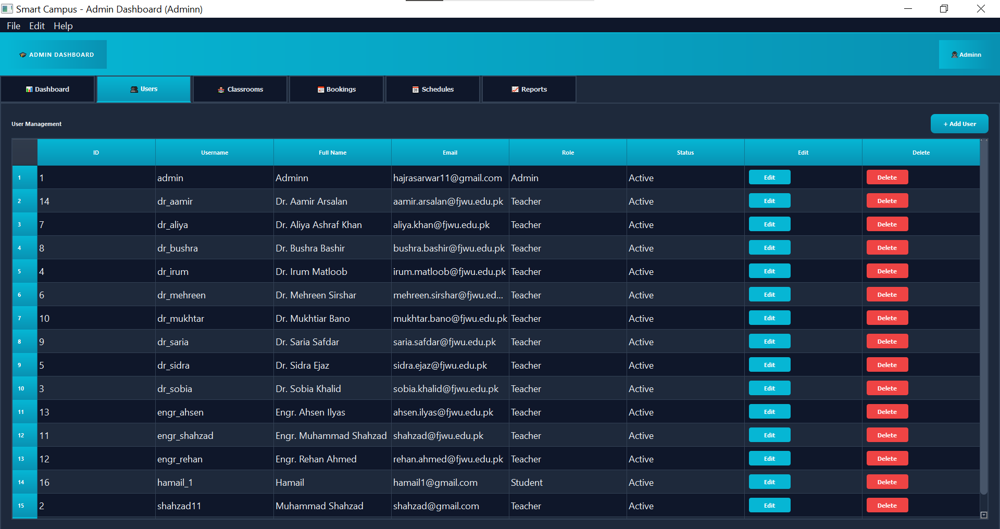 Smart Campus - Admin Dashboard (Adminn)
File Edit Help
ADMIN DASHBOARD
Adminn
Dashboard Users Classrooms Bookings Schedules Reports
User Management
+ Add User
ID Username Full Name Email Role Status Edit Delete
1 1 admin Adminn hajrasarwar11@gmail.com Admin Active Edit Delete
2 14 dr_aamir Dr. Aamir Arsalan aamir.arsalan@fjwu.edu.pk Teacher Active Edit Delete
3 7 dr_aliya Dr. Aliya Ashraf Khan aliya.khan@fjwu.edu.pk Teacher Active Edit Delete
4 8 dr_bushra Dr. Bushra Bashir bushra.bashir@fjwu.edu.pk Teacher Active Edit Delete
5 4 dr_irum Dr. Irum Matloob irum.matloob@fjwu.edu.pk Teacher Active Edit Delete
6 6 dr_mehreen Dr. Mehreen Sirshar mehreen.sirshar@fjwu.ed... Teacher Active Edit Delete
7 10 dr_mukhtar Dr. Mukhtiar Bano mukhtar.bano@fjwu.edu.pk Teacher Active Edit Delete
8 9 dr_saria Dr. Saria Safdar saria.safdar@fjwu.edu.pk Teacher Active Edit Delete
9 5 dr_sidra Dr. Sidra Ejaz sidra.ejaz@fjwu.edu.pk Teacher Active Edit Delete
10 3 dr_sobia Dr. Sobia Khalid sobia.khalid@fjwu.edu.pk Teacher Active Edit Delete
11 13 engr_ahsen Engr. Ahsen Ilyas ahsen.ilyas@fjwu.edu.pk Teacher Active Edit Delete
12 11 engr_shahzad Engr. Muhammad Shahzad shahzad@fjwu.edu.pk Teacher Active Edit Delete
13 12 engr_rehan Engr. Rehan Ahmed rehan.ahmed@fjwu.edu.pk Teacher Active Edit Delete
14 16 hamail_1 Hamail hamail1@gmail.com Student Active Edit Delete
15 2 shahzad11 Muhammad Shahzad shahzad@gmail.com Teacher Active Edit Delete